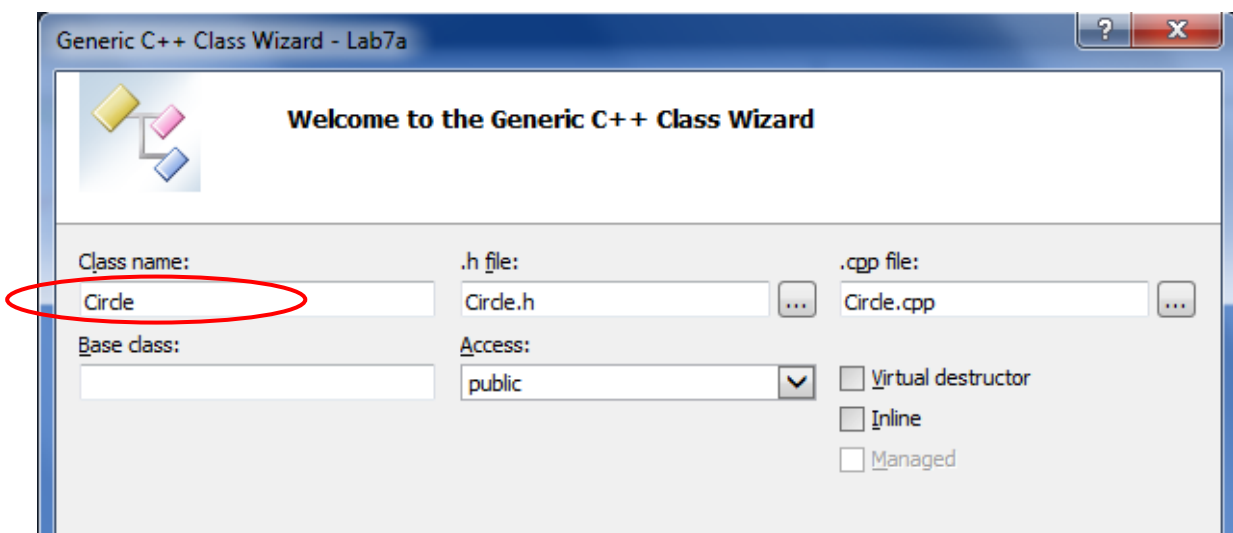 Generic C++ Class Wizard - Lab7a
?
X
Welcome to the Generic C++ Class Wizard
Class name:
.h file:
.cpp file:
Circle
Circle.h
...
Circle.cpp
...
Base class:
Access:
public
Virtual destructor
Inline
Managed